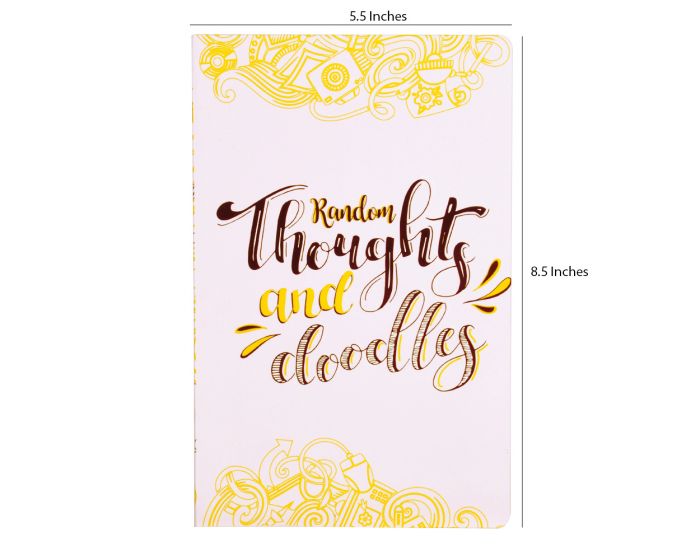 5.5 Inches
Random
Thoughts
and
doodles
8.5 Inches